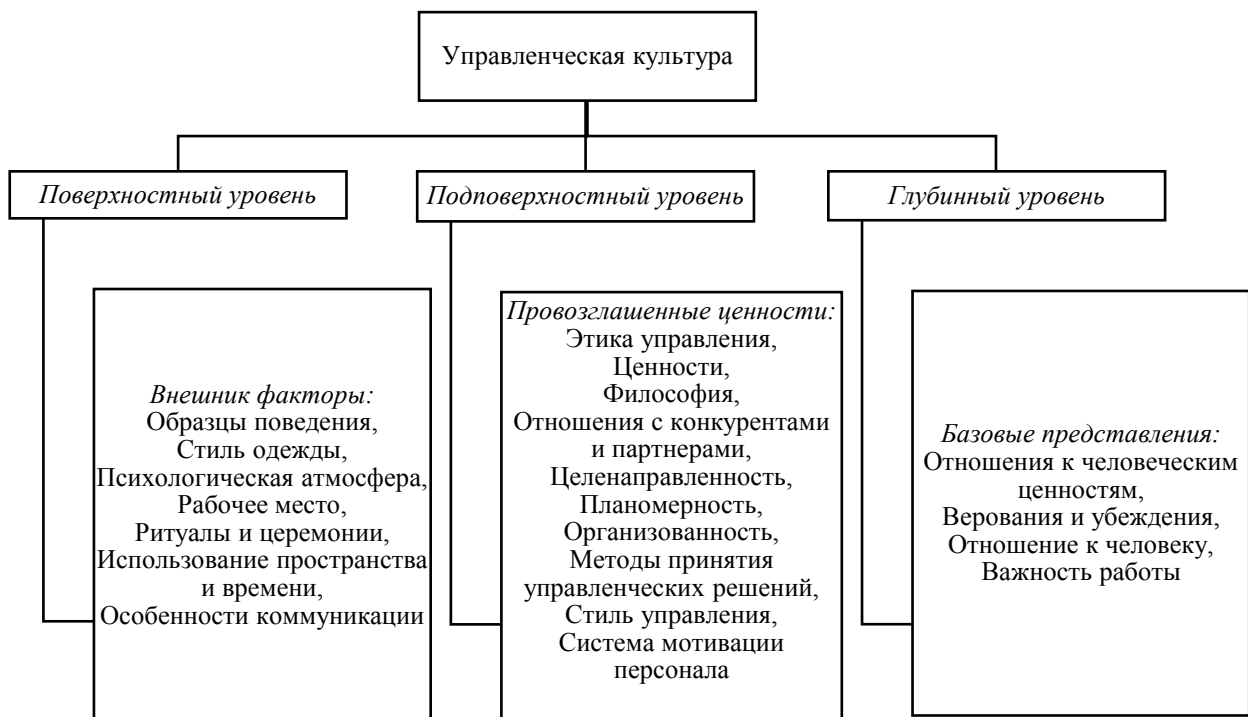 Управленческая культура
Поверхностный уровень
Подповерхностный уровень
Глубинный уровень
Внешник факторы:
Образцы поведения,
Стиль одежды,
Психологическая атмосфера,
Рабочее место,
Ритуалы и церемонии,
Использование пространства
и времени,
Особенности коммуникации
Провозглашенные ценности:
Этика управления,
Ценности,
Философия,
Отношения с конкурентами
и партнерами,
Целенаправленность,
Планомерность,
Организованность,
Методы принятия
управленческих решений,
Стиль управления,
Система мотивации
персонала
Базовые представления:
Отношения к человеческим
ценностям,
Верования и убеждения,
Отношение к человеку,
Важность работы